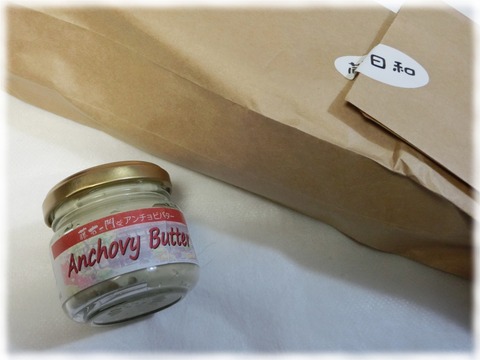 日和
アンチョビバター
Anchovy Butter